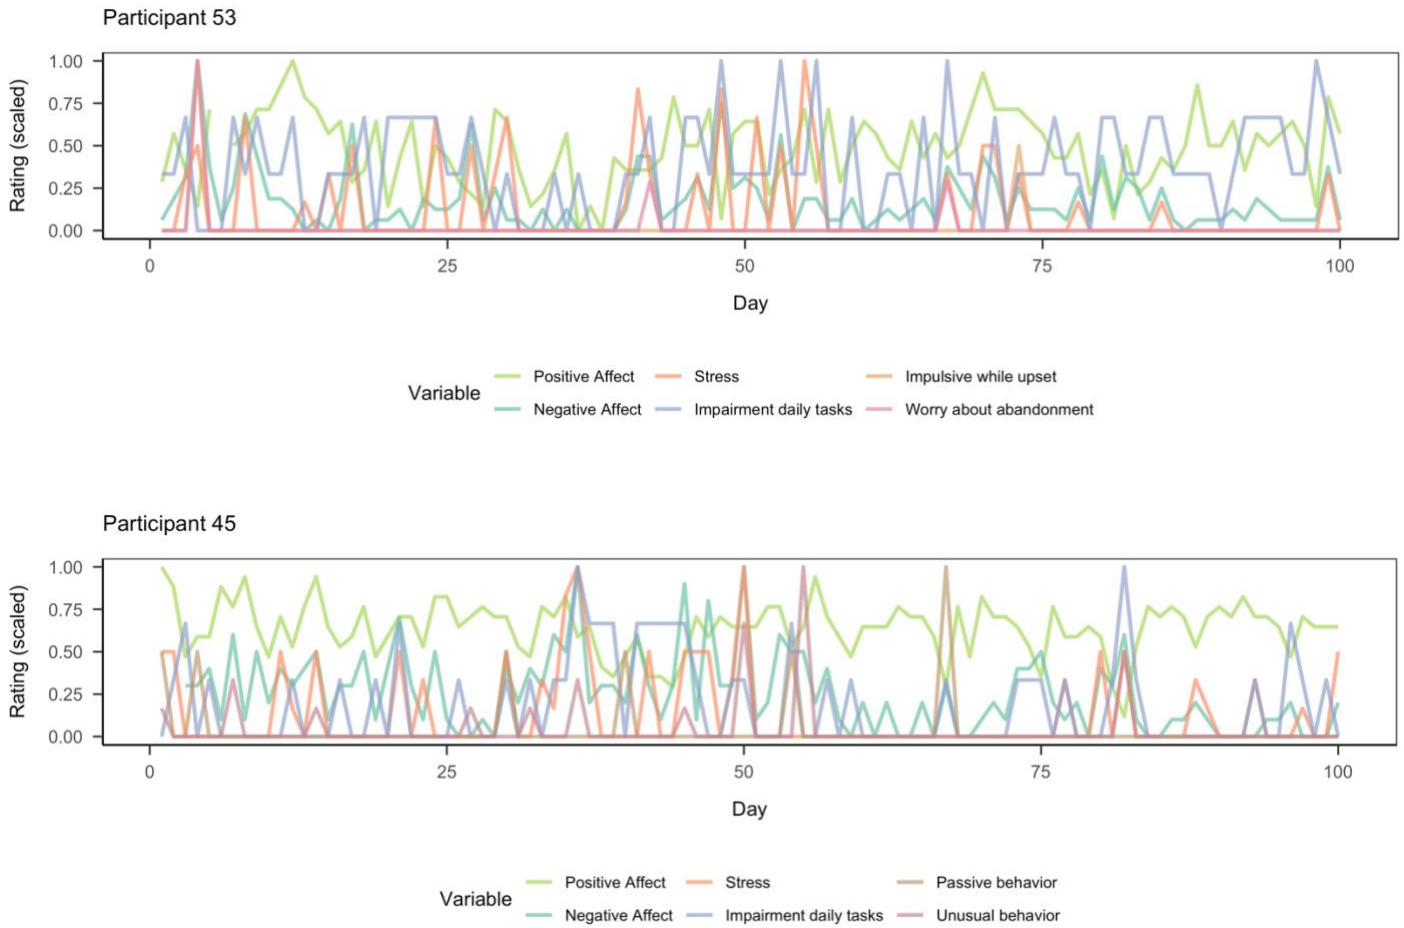 Participant 53
1.00
0.75
0.50
0.25
0.00
Rating (scaled)
0 25 50 75 100
Day
Variable
Positive Affect Stress Impulsive while upset
Negative Affect Impairment daily tasks Worry about abandonment
Participant 45
1.00
0.75
0.50
0.25
0.00
Rating (scaled)
0 25 50 75 100
Day
Variable
Positive Affect Stress Passive behavior
Negative Affect Impairment daily tasks Unusual behavior